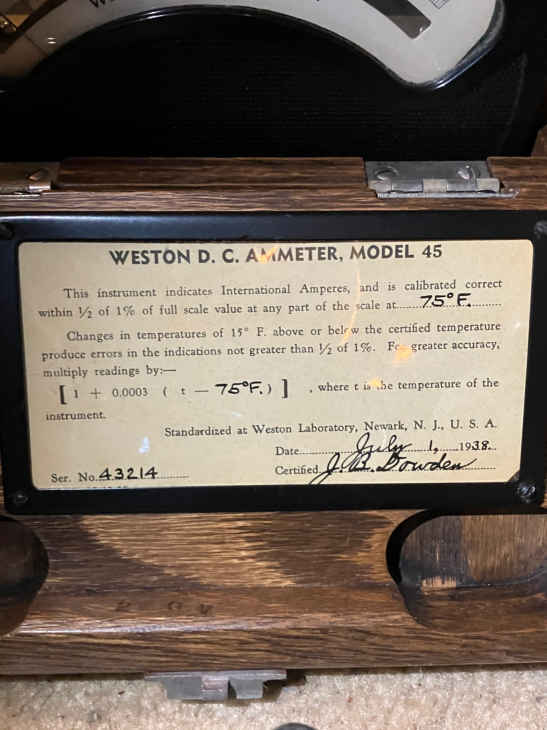 WESTON D. C. AMMETER, MODEL 45
This instrument indicates International Amperes, and is calibrated correct
within ½ of 1% of full scale value at any part of the scale at 75° F.
Changes in temperatures of 15° F. above or below the certified temperature
produce errors in the indications not greater than ½ of 1%. For greater accuracy,
multiply readings by:—
[ 1 + 0.0003 ( t — 75°F. ) ] , where t is the temperature of the
instrument.
Standardized at Weston Laboratory, Newark, N. J., U. S. A.
Date July 1, 1938.
Ser. No. 43214
Certified J. B. Dowden